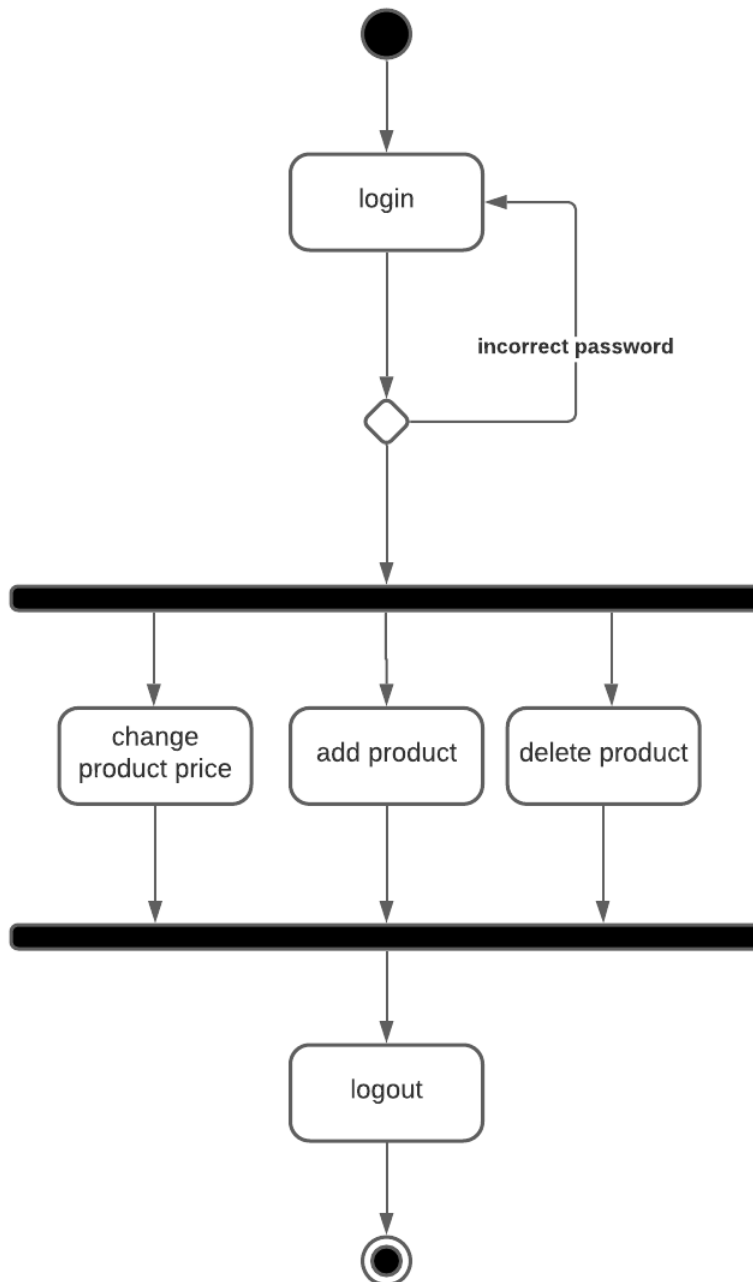 login
incorrect password
change
product price
add product
delete product
logout